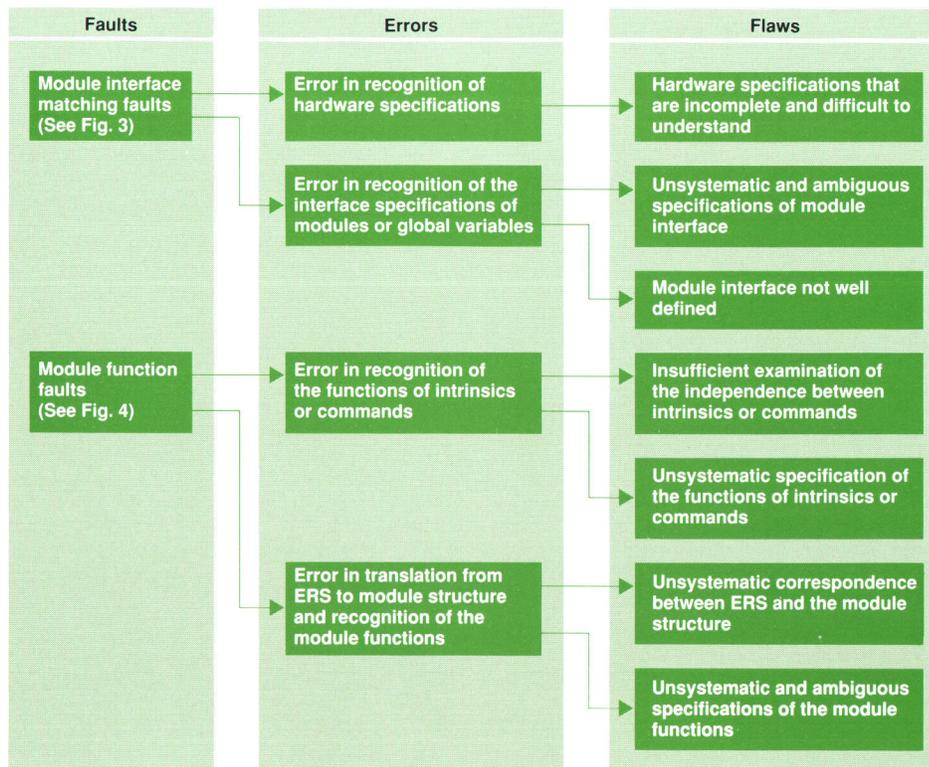 Faults
Errors
Flaws
Module interface
matching faults
(See Fig. 3)
Error in recognition of
hardware specifications
Hardware specifications that
are incomplete and difficult to
understand
Error in recognition of the
interface specifications of
modules or global variables
Unsystematic and ambiguous
specifications of module
interface
Module interface not well
defined
Module function
faults
(See Fig. 4)
Error in recognition of
the functions of intrinsics
or commands
Insufficient examination of
the independence between
intrinsics or commands
Unsystematic specification of
the functions of intrinsics or
commands
Error in translation from
ERS to module structure
and recognition of the
module functions
Unsystematic correspondence
between ERS and the module
structure
Unsystematic and ambiguous
specifications of the module
functions